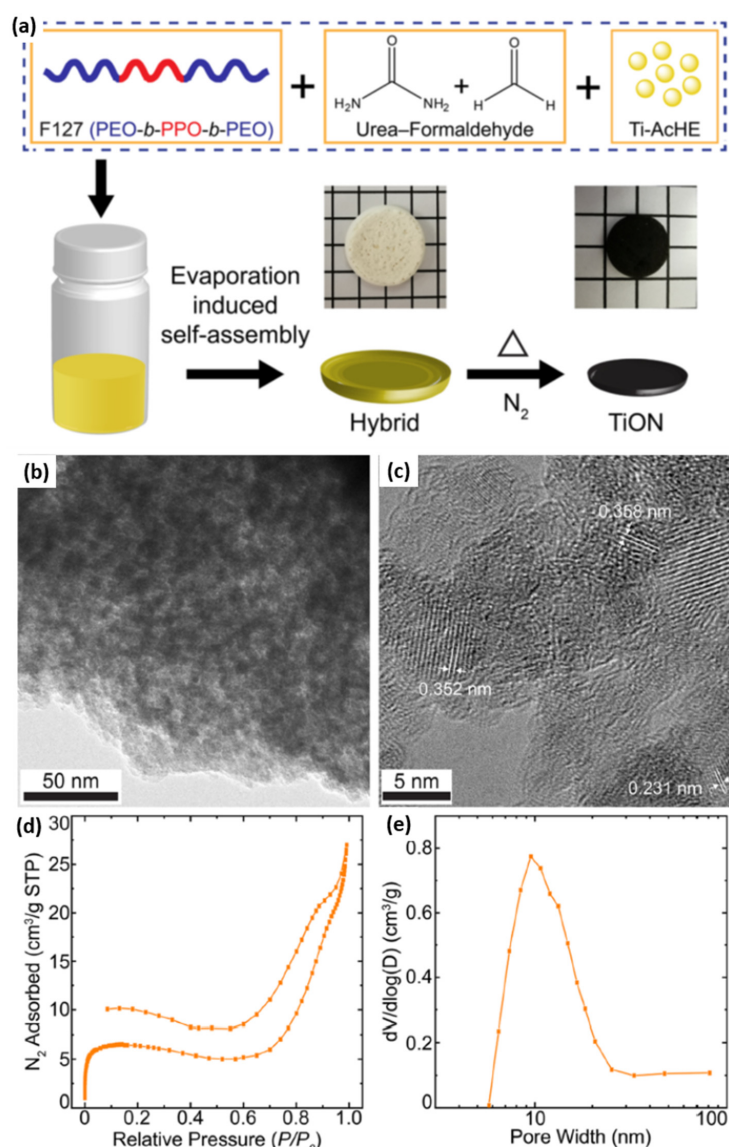 (a)
+
+
+
O
H₂N
NH₂
O
H
H
F127 (PEO-b-PPO-b-PEO)
Urea–Formaldehyde
Ti-AcHE
Evaporation
induced
self-assembly
△
N₂
Hybrid
TiON
(b)
50 nm
(c)
0.358 nm
0.352 nm
0.231 nm
5 nm
(d)
N₂ Adsorbed (cm³/g STP)
30
25
20
15
10
5
0
0.0
0.2
0.4
0.6
0.8
1.0
Relative Pressure
(e)
dV/dlog(D) (cm³/g)
0.8
0.6
0.4
0.2
0
10
100
Pore Width (nm)